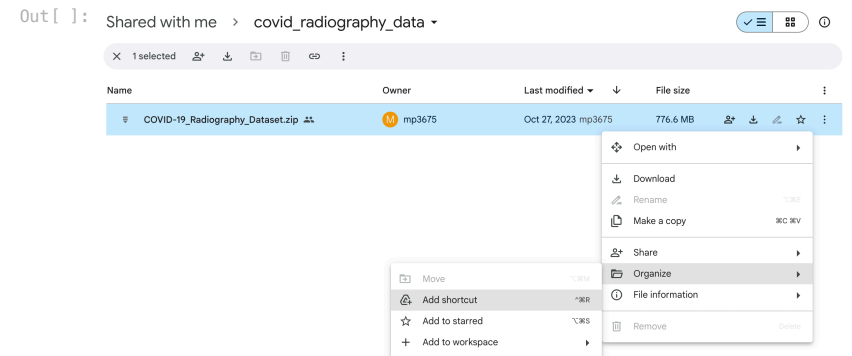 Out[ ]:
Shared with me > covid_radiography_data
1 selected
Name Owner Last modified File size
COVID-19_Radiography_Dataset.zip M mp3675 Oct 27, 2023 mp3675 776.6 MB
Open with
Download
Rename ⌥⌘E
Make a copy ⌘C ⌘V
Share
Organize
File information
Remove Delete
Move ⌥⌘M
Add shortcut ^⌘R
Add to starred ⌥⌘S
Add to workspace